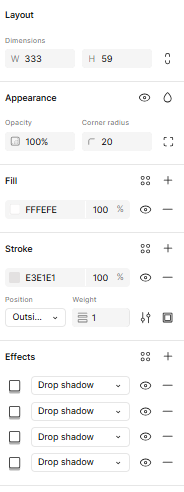 Layout
Dimensions
W 333 H 59
Appearance
Opacity Corner radius
100% 20
Fill
FFFEFE 100 %
Stroke
E3E1E1 100 %
Position Weight
Outsi... 1
Effects
Drop shadow
Drop shadow
Drop shadow
Drop shadow